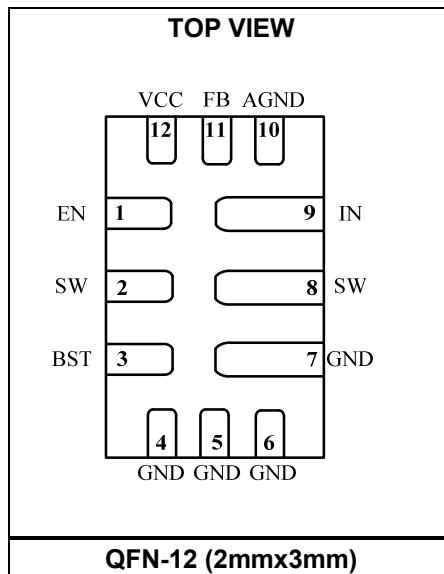 TOP VIEW
VCC FB AGND
12 11 10
EN 1 9 IN
SW 2 8 SW
BST 3 7 GND
4 5 6
GND GND GND
QFN-12 (2mmx3mm)